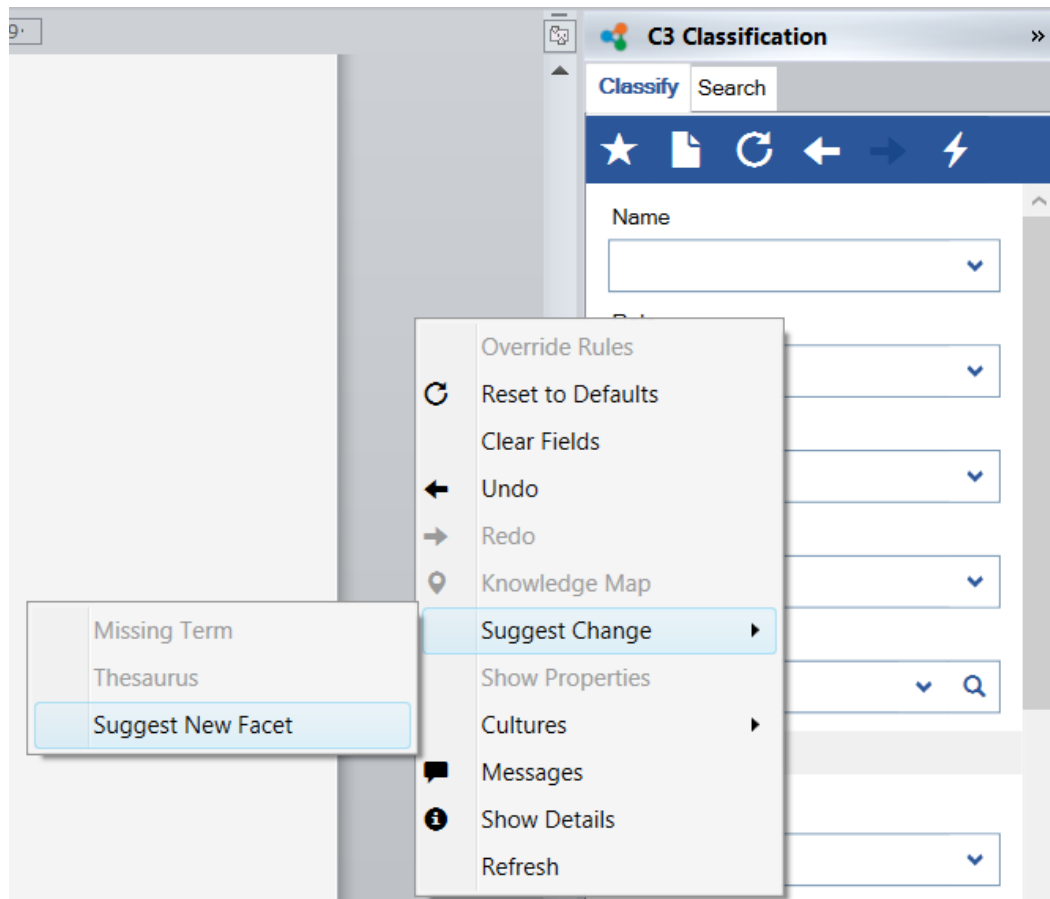 9
C3 Classification
»
Classify
Search
Name
Override Rules
Reset to Defaults
Clear Fields
Undo
Redo
Knowledge Map
Suggest Change
Show Properties
Cultures
Messages
Show Details
Refresh
Missing Term
Thesaurus
Suggest New Facet